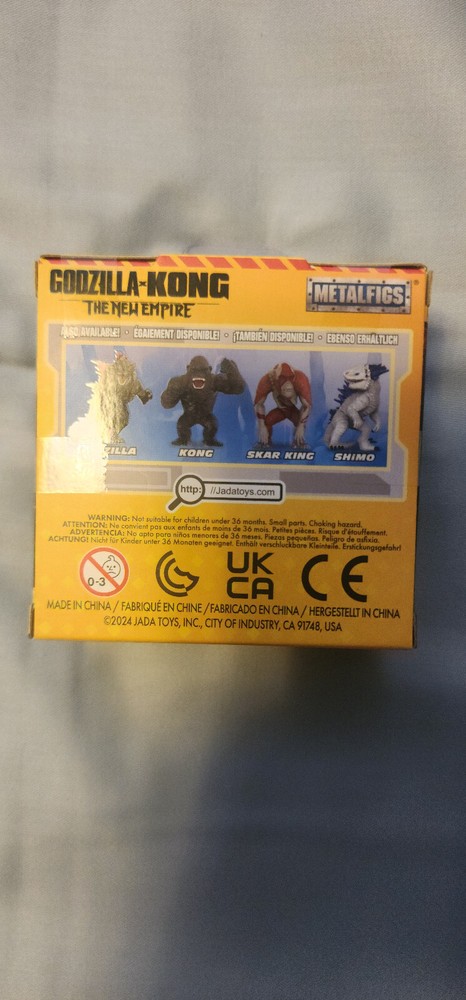 GODZILLA x KONG
THE NEW EMPIRE
METALFIGS®
ALSO AVAILABLE! • ÉGALEMENT DISPONIBLE! • ¡TAMBIÉN DISPONIBLE! • EBENSO ERHÄLTLICH
ZILLA KONG SKAR KING SHIMO
http: //Jadatoys.com
WARNING: Not suitable for children under 36 months. Small parts. Choking hazard.
ATTENTION: Ne convient pas aux enfants de moins de 36 mois. Petites pièces. Risque d'étouffement.
ADVERTENCIA: No apto para niños menores de 36 meses. Piezas pequeñas. Peligro de asfixia.
ACHTUNG! Nicht für Kinder unter 36 Monaten geeignet. Enthält verschluckbare Kleinteile. Erstickungsgefahr!
0-3
UK
CA
CE
MADE IN CHINA / FABRIQUÉ EN CHINE / FABRICADO EN CHINA / HERGESTELLT IN CHINA
©2024 JADA TOYS, INC., CITY OF INDUSTRY, CA 91748, USA